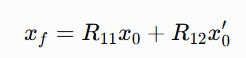 x_f = R_{11}x_0 + R_{12}x_0'